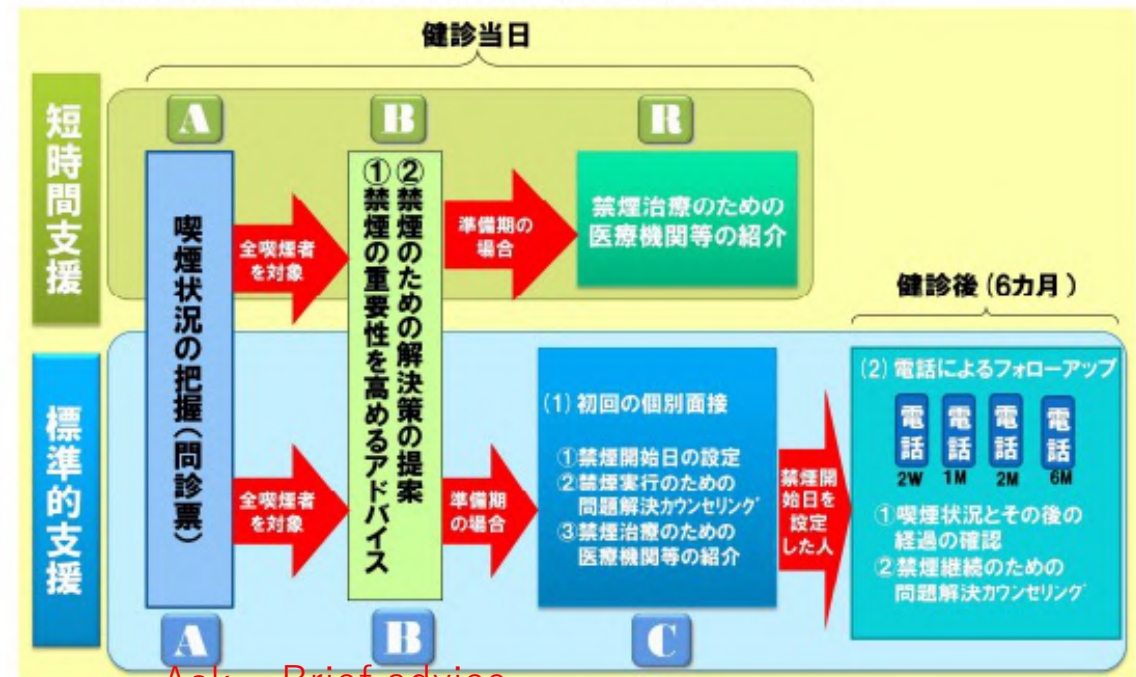 健診当日
短時間支援
A
B
R
喫煙状況の把握(問診票)
全喫煙者
を対象
①禁煙の重要性を高めるアドバイス
②禁煙のための解決策の提案
準備期の
場合
禁煙治療のための
医療機関等の紹介
健診後(6カ月)
標準的支援
全喫煙者
を対象
準備期
の場合
(1)初回の個別面接
①禁煙開始日の設定
②禁煙実行のための
問題解決カウンセリング
③禁煙治療のための
医療機関等の紹介
禁煙開
始日を
設定
した人
(2)電話によるフォローアップ
電話
電話
電話
電話
2W
1M
2M
6M
①喫煙状況とその後の
経過の確認
②禁煙継続のための
問題解決カウンセリング
A
B
C
Ask Brief advice